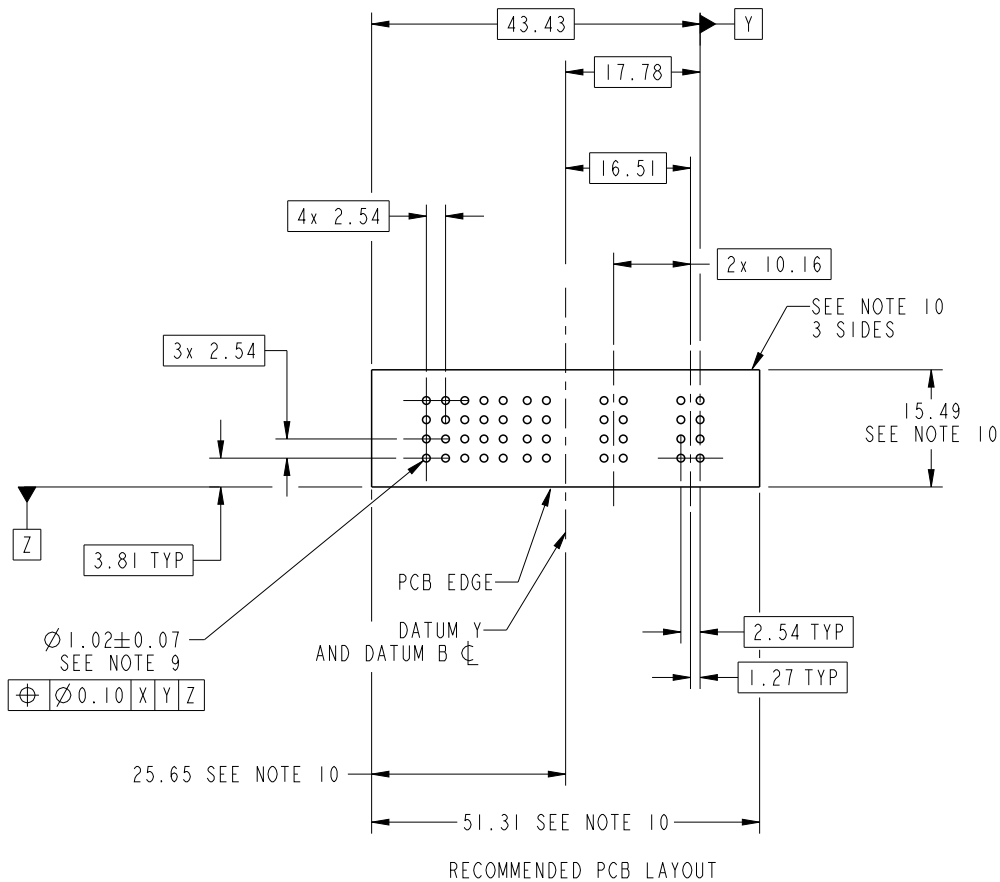 43.43
Y
17.78
16.51
4x 2.54
2x 10.16
SEE NOTE 10
3 SIDES
3x 2.54
15.49
SEE NOTE 10
Z
3.81 TYP
PCB EDGE
DATUM Y
AND DATUM B ℄
Ø1.02±0.07
SEE NOTE 9
⌖ Ø0.10 X Y Z
2.54 TYP
1.27 TYP
25.65 SEE NOTE 10
51.31 SEE NOTE 10
RECOMMENDED PCB LAYOUT